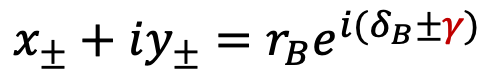 x± + iy± = r_B e^{i(δ_B±γ)}